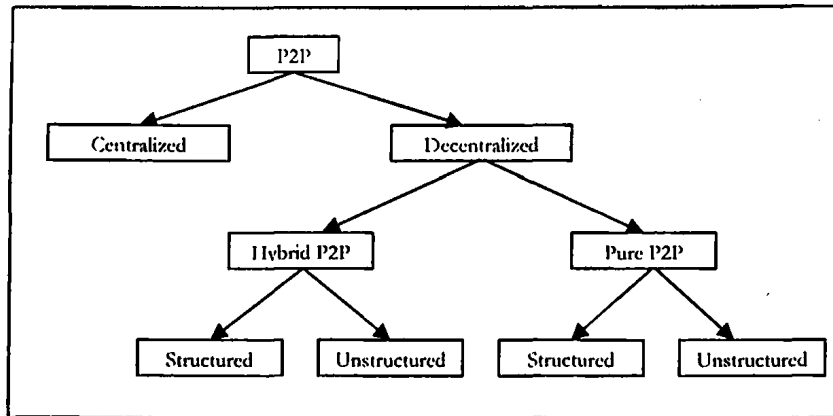 P2P
Centralized
Decentralized
Hybrid P2P
Pure P2P
Structured
Unstructured
Structured
Unstructured